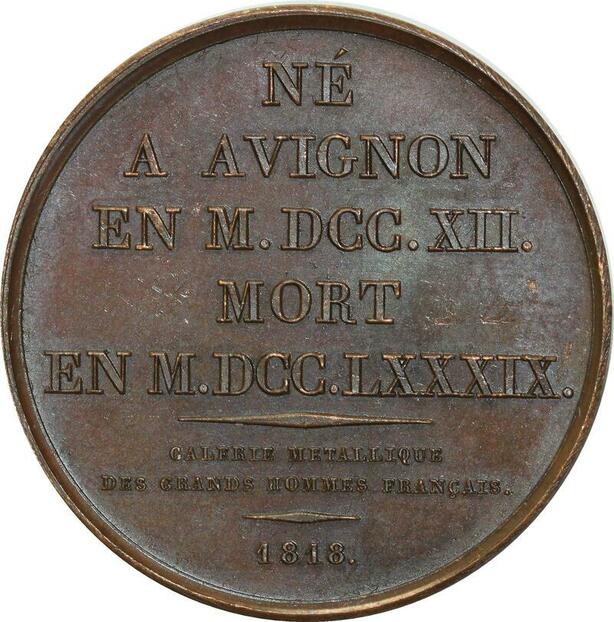 NÉ
A AVIGNON
EN M.DCC.XII.
MORT
EN M.DCC.LXXXIX.
GALERIE METALLIQUE
DES GRANDS HOMMES FRANÇAIS.
1818.